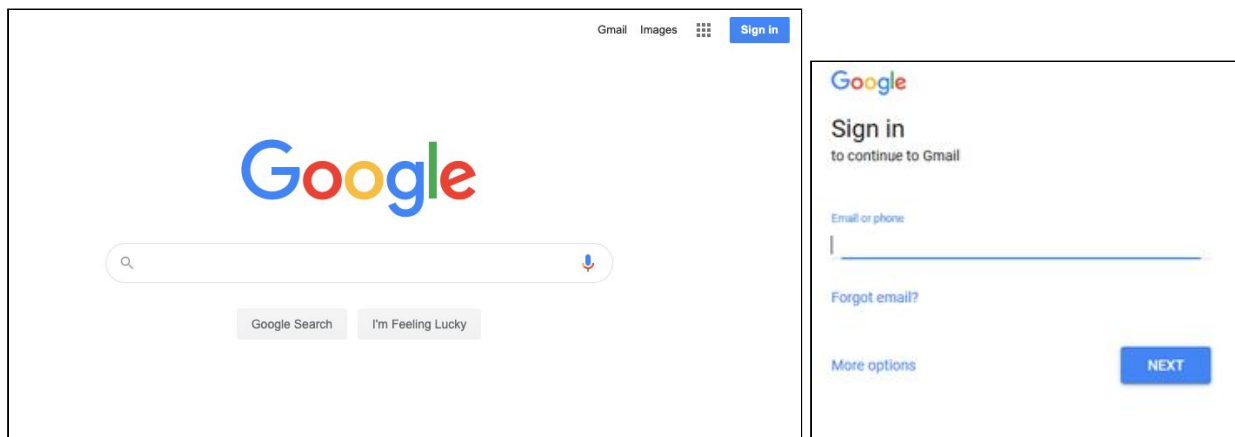 Gmail Images Sign in
Google
Google Search I'm Feeling Lucky
Google
Sign in
to continue to Gmail
Email or phone
Forgot email?
More options NEXT